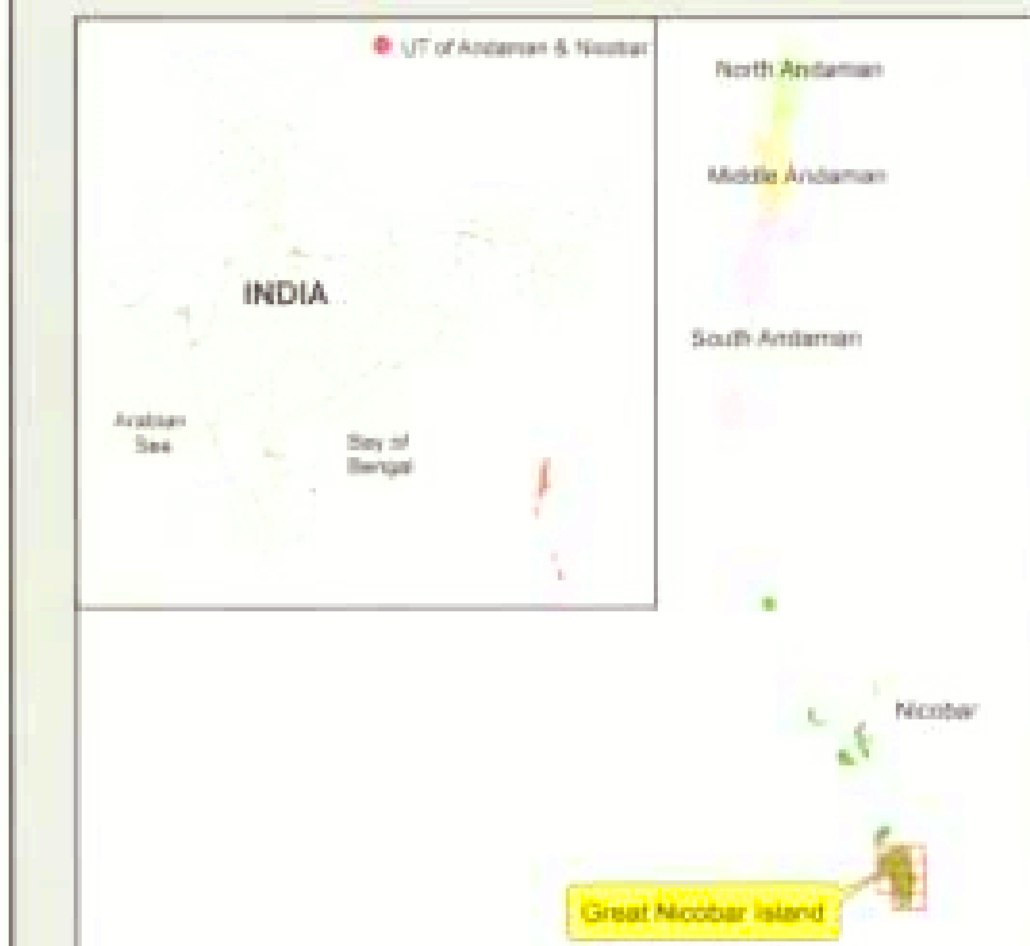 UT of Andaman & Nicobar
INDIA
Arabian
Sea
Bay of
Bengal
North Andaman
Middle Andaman
South Andaman
Nicobar
Great Nicobar Island